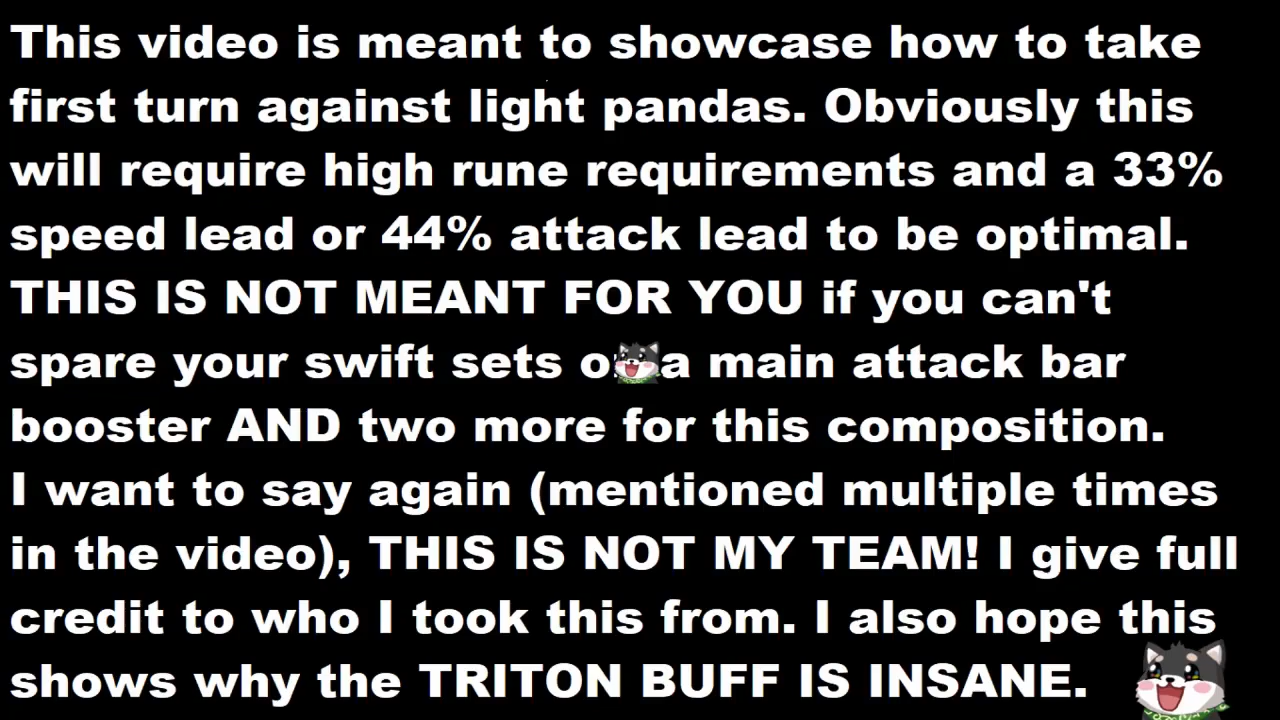 This video is meant to showcase how to take
first turn against light pandas. Obviously this
will require high rune requirements and a 33%
speed lead or 44% attack lead to be optimal.
THIS IS NOT MEANT FOR YOU if you can't
spare your swift sets a main attack bar
booster AND two more for this composition.
I want to say again (mentioned multiple times
in the video), THIS IS NOT MY TEAM! I give full
credit to who I took this from. I also hope this
shows why the TRITON BUFF IS INSANE.